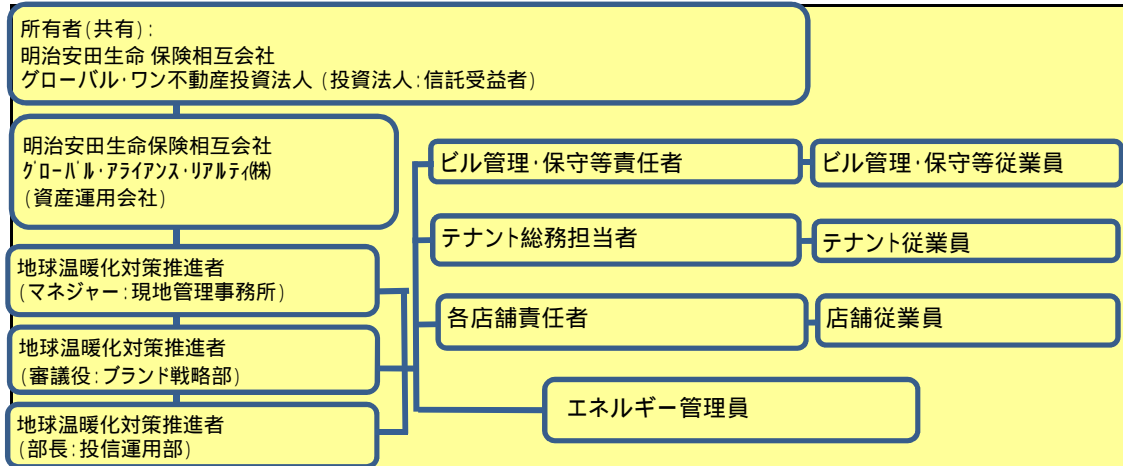 所有者(共有):
明治安田生命 保険相互会社
グローバル・ワン不動産投資法人 (投資法人:信託受益者)
明治安田生命保険相互会社
グローバル・アライアンス・リアルティ㈱
(資産運用会社)
地球温暖化対策推進者
(マネジャー:現地管理事務所)
地球温暖化対策推進者
(審議役:ブランド戦略部)
地球温暖化対策推進者
(部長:投信運用部)
ビル管理・保守等責任者
ビル管理・保守等従業員
テナント総務担当者
テナント従業員
各店舗責任者
店舗従業員
エネルギー管理員